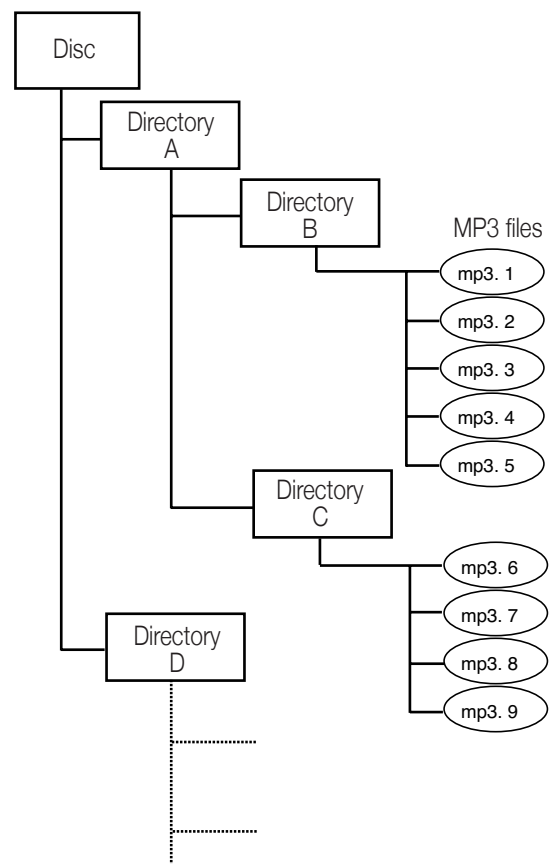 Disc
Directory
A
Directory
B
MP3 files
mp3. 1
mp3. 2
mp3. 3
mp3. 4
mp3. 5
Directory
C
mp3. 6
mp3. 7
mp3. 8
mp3. 9
Directory
D